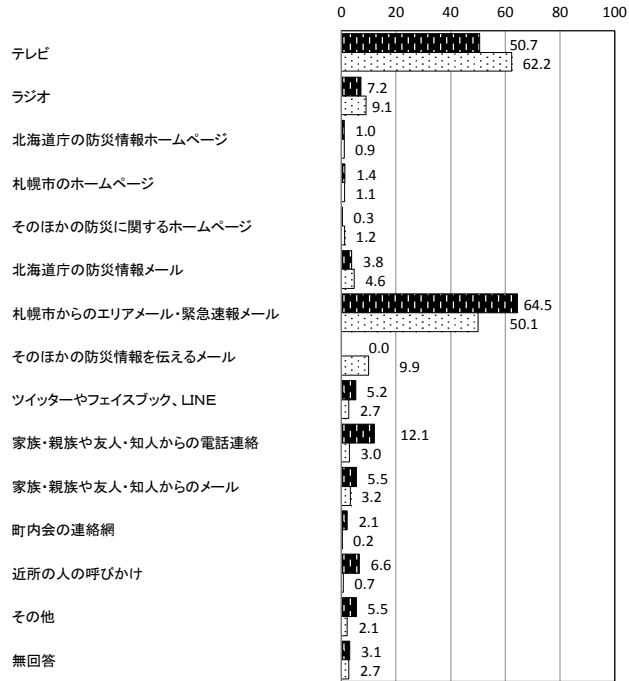 0 20 40 60 80 100
テレビ
50.7
62.2
ラジオ
7.2
9.1
北海道庁の防災情報ホームページ
1.0
0.9
札幌市のホームページ
1.4
1.1
そのほかの防災に関するホームページ
0.3
1.2
北海道庁の防災情報メール
3.8
4.6
札幌市からのエリアメール・緊急速報メール
64.5
50.1
そのほかの防災情報を伝えるメール
0.0
9.9
ツイッターやフェイスブック、LINE
5.2
2.7
家族・親族や友人・知人からの電話連絡
12.1
3.0
家族・親族や友人・知人からのメール
5.5
3.2
町内会の連絡網
2.1
0.2
近所の人の呼びかけ
6.6
0.7
その他
5.5
2.1
無回答
3.1
2.7